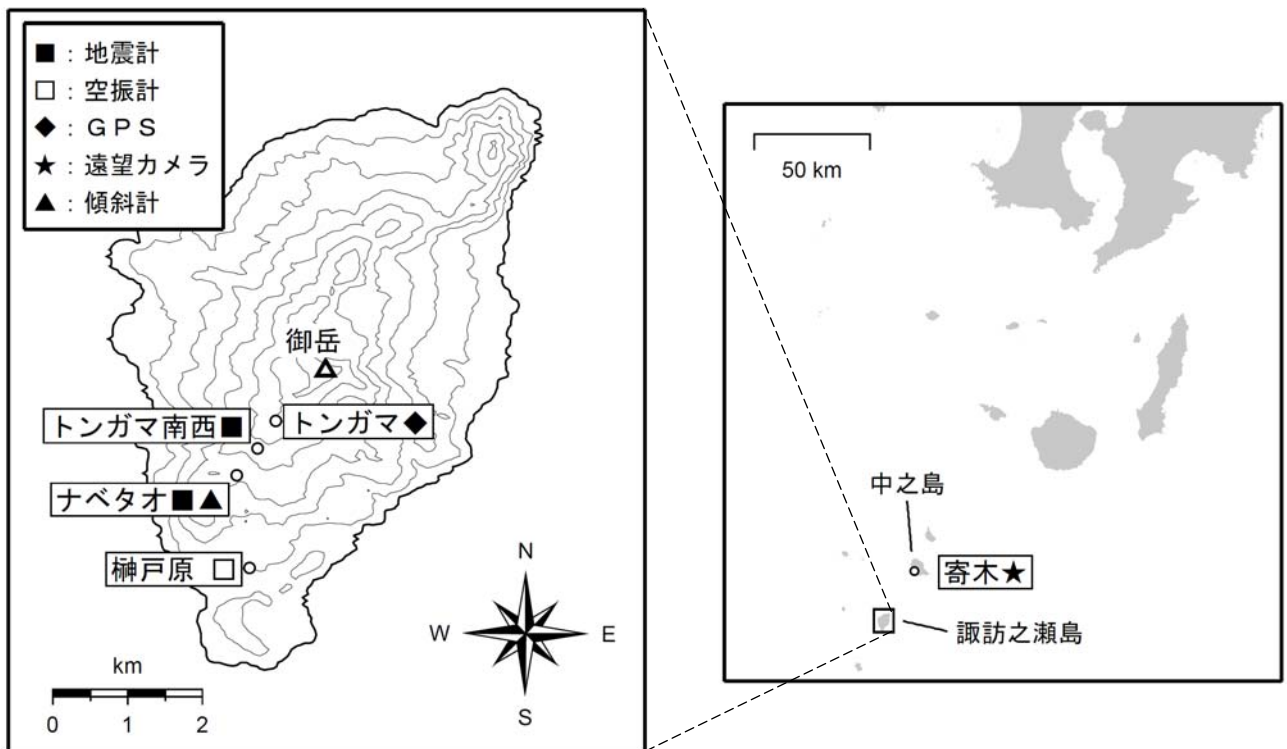 ■：地震計
□：空振計
◆：ＧＰＳ
★：遠望カメラ
▲：傾斜計
御岳
トンガマ南西■
トンガマ◆
ナベタオ■▲
榊戸原 □
N
W
E
S
km
0 1 2
50 km
中之島
寄木★
諏訪之瀬島